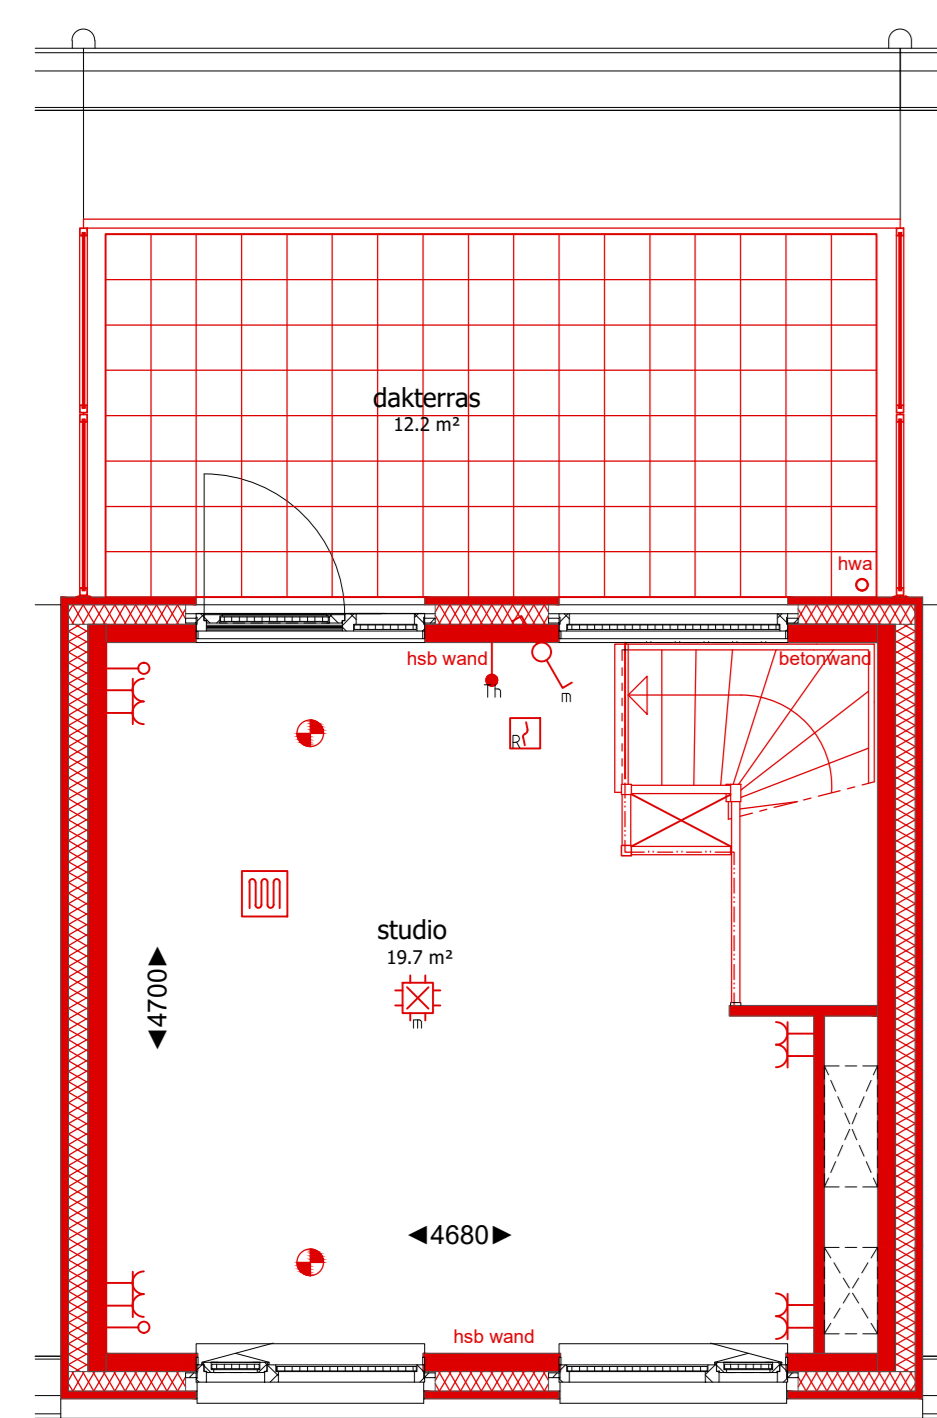 dakterras
12.2 m²
hwa
hsb wand
betonwand
Th
m
R
studio
19.7 m²
◄4700►
m
◄4680►
hsb wand